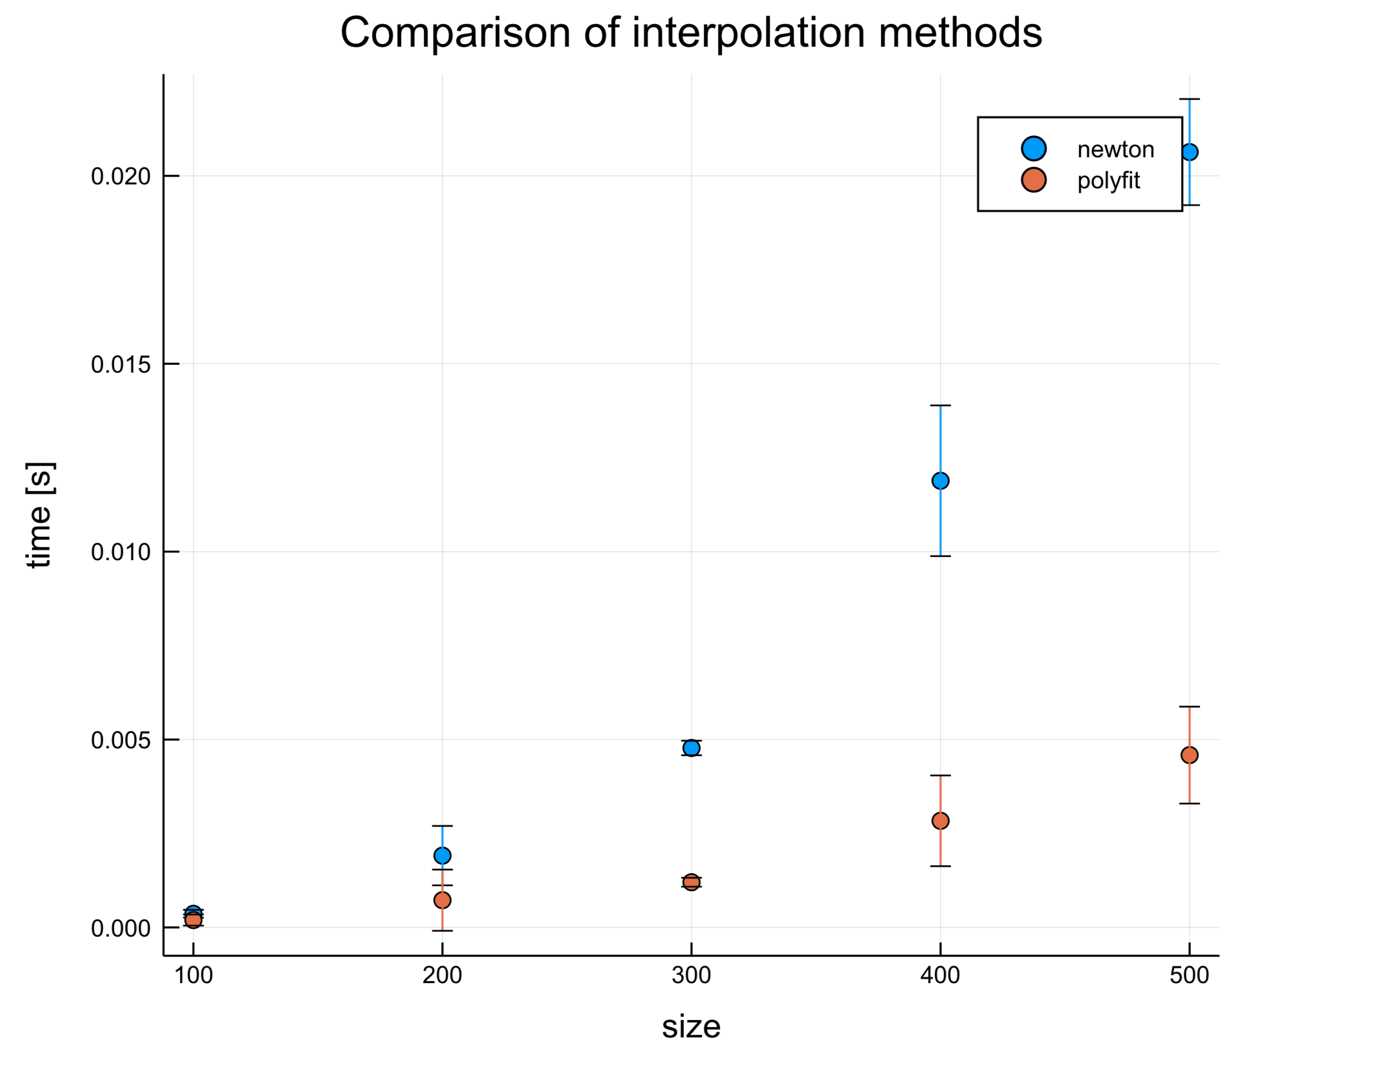 Comparison of interpolation methods
newton
polyfit
0.020
0.015
0.010
0.005
0.000
time [s]
100 200 300 400 500
size